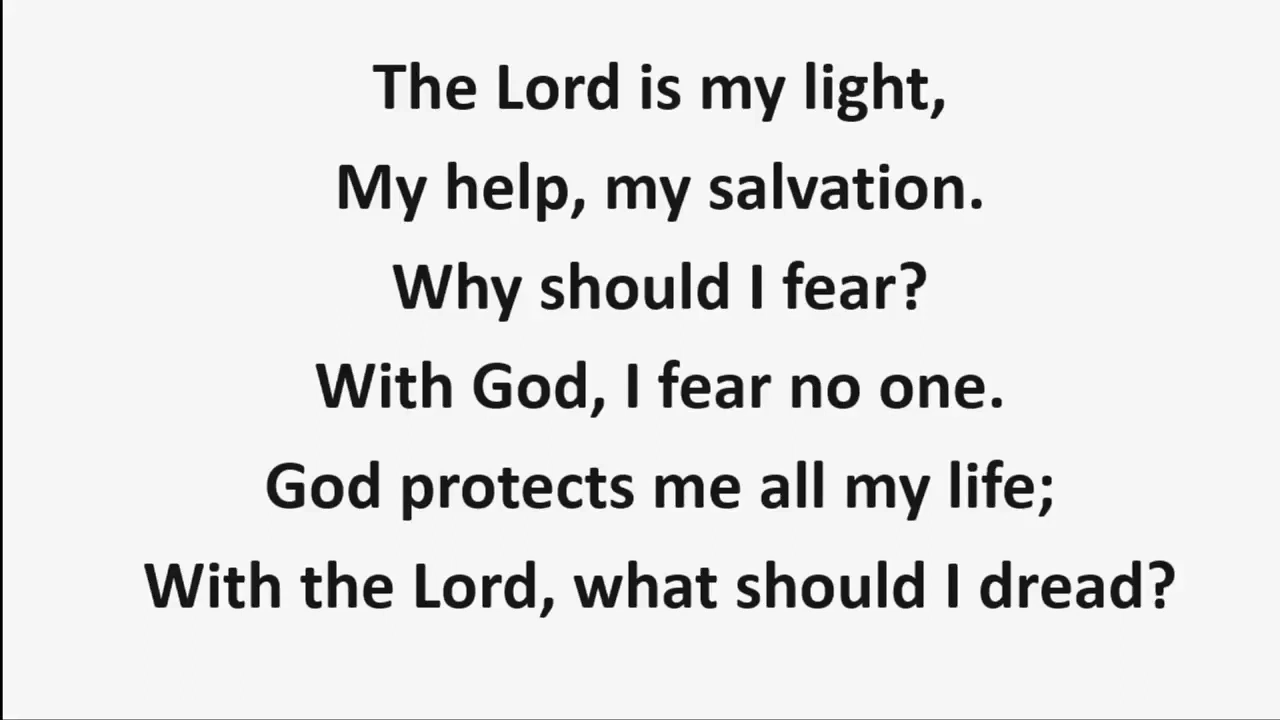 The Lord is my light,
My help, my salvation.
Why should I fear?
With God, I fear no one.
God protects me all my life;
With the Lord, what should I dread?